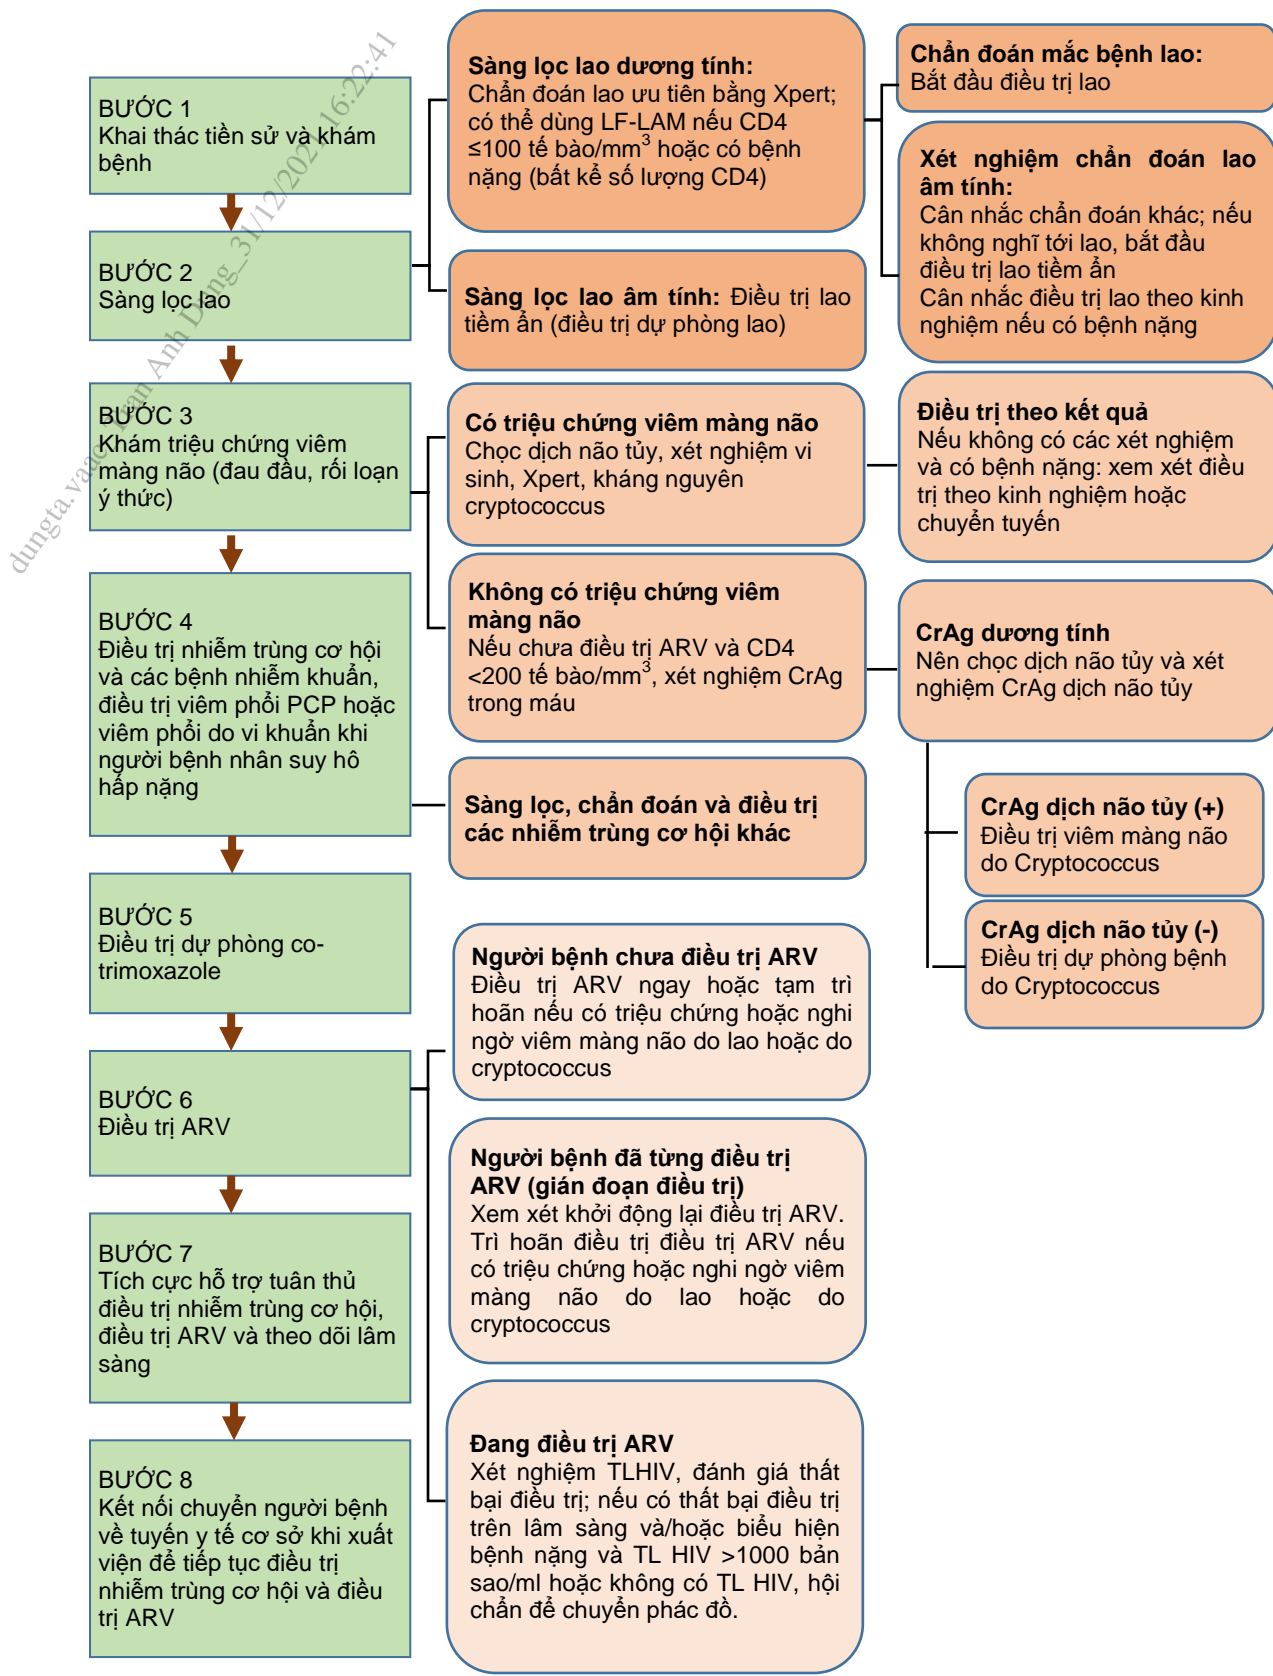 BƯỚC 1
Khai thác tiền sử và khám
bệnh
Sàng lọc lao dương tính:
Chẩn đoán lao ưu tiên bằng Xpert;
có thể dùng LF-LAM nếu CD4
≤100 tế bào/mm³ hoặc có bệnh
nặng (bất kể số lượng CD4)
Chẩn đoán mắc bệnh lao:
Bắt đầu điều trị lao
Xét nghiệm chẩn đoán lao
âm tính:
Cân nhắc chẩn đoán khác; nếu
không nghĩ tới lao, bắt đầu
điều trị lao tiềm ẩn
Cân nhắc điều trị lao theo kinh
nghiệm nếu có bệnh nặng
BƯỚC 2
Sàng lọc lao
Sàng lọc lao âm tính: Điều trị lao
tiềm ẩn (điều trị dự phòng lao)
BƯỚC 3
Khám triệu chứng viêm
màng não (đau đầu, rối loạn
ý thức)
Có triệu chứng viêm màng não
Chọc dịch não tủy, xét nghiệm vi
sinh, Xpert, kháng nguyên
cryptococcus
Điều trị theo kết quả
Nếu không có các xét nghiệm
và có bệnh nặng: xem xét điều
trị theo kinh nghiệm hoặc
chuyển tuyến
Không có triệu chứng viêm
màng não
Nếu chưa điều trị ARV và CD4
<200 tế bào/mm³, xét nghiệm CrAg
trong máu
CrAg dương tính
Nên chọc dịch não tủy và xét
nghiệm CrAg dịch não tủy
CrAg dịch não tủy (+)
Điều trị viêm màng não
do Cryptococcus
CrAg dịch não tủy (-)
Điều trị dự phòng bệnh
do Cryptococcus
BƯỚC 4
Điều trị nhiễm trùng cơ hội
và các bệnh nhiễm khuẩn,
điều trị viêm phổi PCP hoặc
viêm phổi do vi khuẩn khi
người bệnh nhân suy hô
hấp nặng
Sàng lọc, chẩn đoán và điều trị
các nhiễm trùng cơ hội khác
BƯỚC 5
Điều trị dự phòng co-
trimoxazole
BƯỚC 6
Điều trị ARV
Người bệnh chưa điều trị ARV
Điều trị ARV ngay hoặc tạm trì
hoãn nếu có triệu chứng hoặc nghi
ngờ viêm màng não do lao hoặc do
cryptococcus
Người bệnh đã từng điều trị
ARV (gián đoạn điều trị)
Xem xét khởi động lại điều trị ARV.
Trì hoãn điều trị điều trị ARV nếu
có triệu chứng hoặc nghi ngờ viêm
màng não do lao hoặc do
cryptococcus
Đang điều trị ARV
Xét nghiệm TLHIV, đánh giá thất
bại điều trị; nếu có thất bại điều trị
trên lâm sàng và/hoặc biểu hiện
bệnh nặng và TL HIV >1000 bản
sao/ml hoặc không có TL HIV, hội
chẩn để chuyển phác đồ.
BƯỚC 7
Tích cực hỗ trợ tuân thủ
điều trị nhiễm trùng cơ hội,
điều trị ARV và theo dõi lâm
sàng
BƯỚC 8
Kết nối chuyển người bệnh
về tuyến y tế cơ sở khi xuất
viện để tiếp tục điều trị
nhiễm trùng cơ hội và điều
trị ARV
dungta.vaac_Tran Anh Dung_31/12/2021 16:22:41